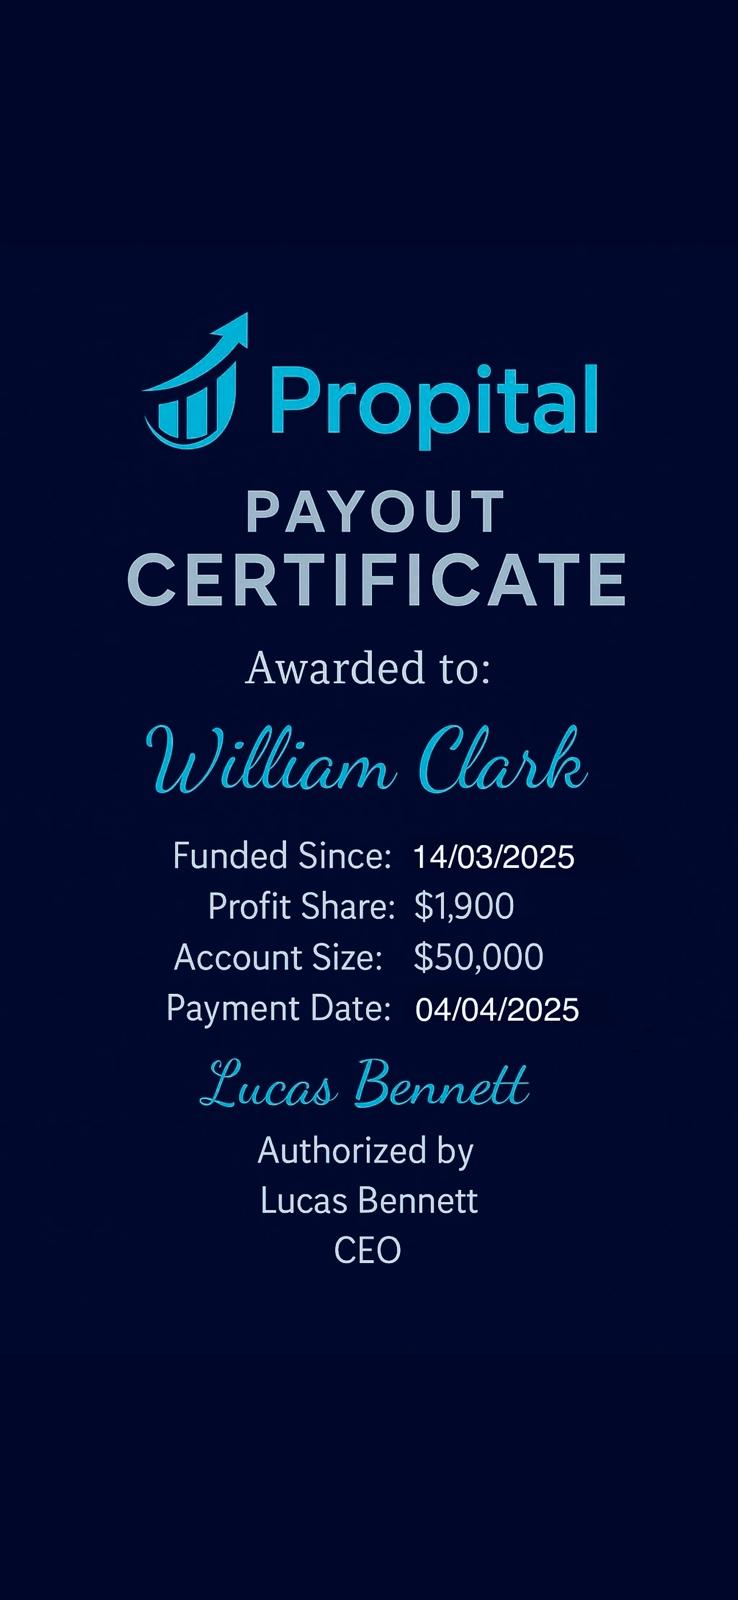 Propital
PAYOUT
CERTIFICATE
Awarded to:
William Clark
Funded Since: 14/03/2025
Profit Share: $1,900
Account Size: $50,000
Payment Date: 04/04/2025
Lucas Bennett
Authorized by
Lucas Bennett
CEO